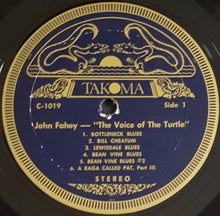 TAKOMA
C-1019 Side 1
John Fahey — "The Voice of The Turtle"
1. BOTTLENECK BLUES
2. BILL CHEATUM
3. LEWISDALE BLUES
4. BEAN VINE BLUES
5. BEAN VINE BLUES #2
6. A RAGA CALLED PAT, Part III
STEREO